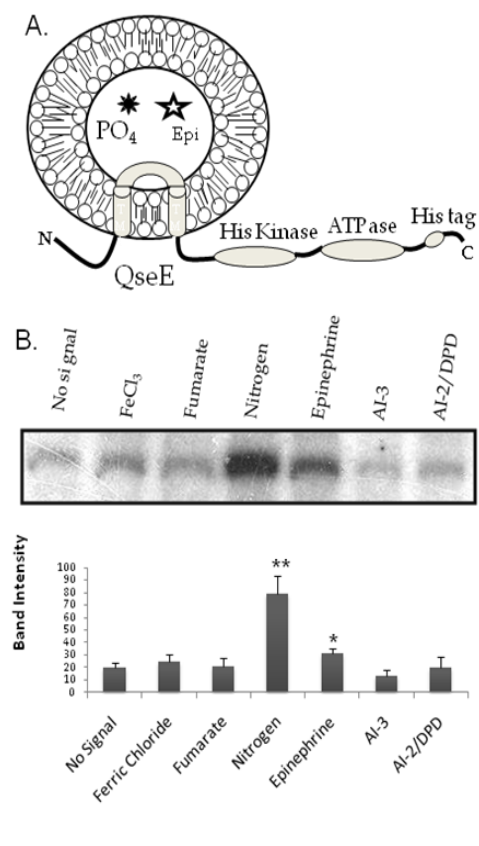 A.
PO4 Epi
N His Kinase ATPase His tag
C
QseE
B.
No signal FeCl3 Fumarate Nitrogen Epinephrine AI-3 AI-2/DPD
Band Intensity
100
90
80
70
60
50
40
30
20
10
0
**
*
No Signal Ferric Chloride Fumarate Nitrogen Epinephrine AI-3 AI-2/DPD